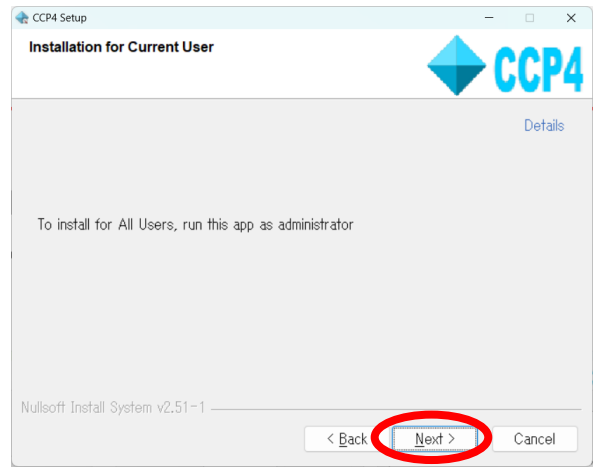 CCP4 Setup
Installation for Current User
CCP4
Details
To install for All Users, run this app as administrator
Nullsoft Install System v2.51-1
< Back
Next >
Cancel